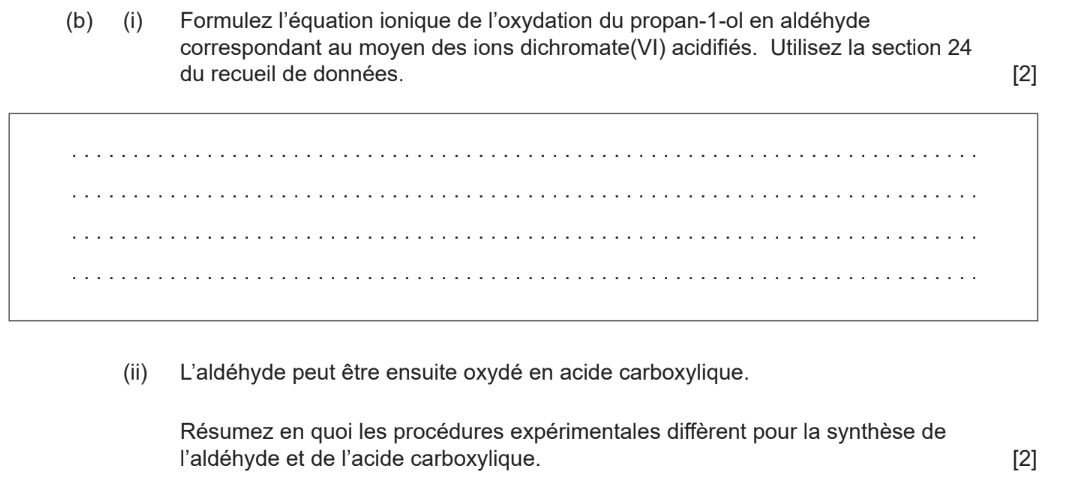 (b) (i) Formulez l'équation ionique de l'oxydation du propan-1-ol en aldéhyde
correspondant au moyen des ions dichromate(VI) acidifiés. Utilisez la section 24
du recueil de données. [2]
(ii) L'aldéhyde peut être ensuite oxydé en acide carboxylique.
Résumez en quoi les procédures expérimentales diffèrent pour la synthèse de
l'aldéhyde et de l'acide carboxylique. [2]